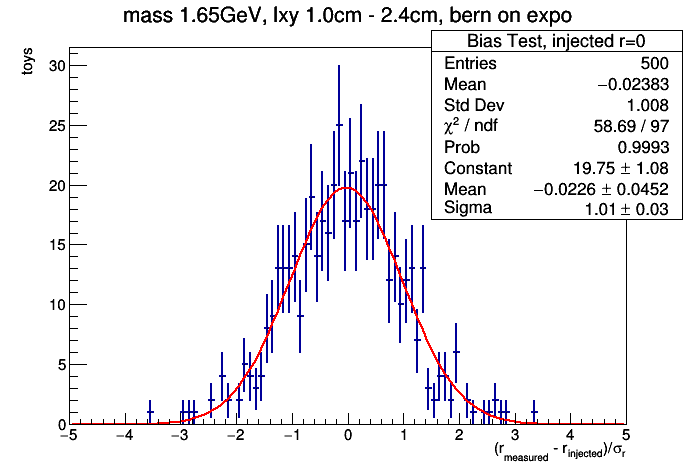 mass 1.65GeV, lxy 1.0cm - 2.4cm, bern on expo
Bias Test, injected r=0
Entries 500
Mean −0.02383
Std Dev 1.008
χ² / ndf 58.69 / 97
Prob 0.9993
Constant 19.75 ± 1.08
Mean −0.0226 ± 0.0452
Sigma 1.01 ± 0.03
toys
30
25
20
15
10
5
0
−5 −4 −3 −2 −1 0 1 2 3 4 5
(r_measured - r_injected)/σ_r